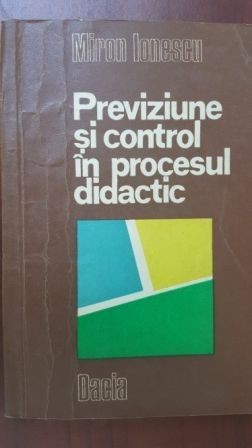 Miron Ionescu
Previziune
și control
în procesul
didactic
Dacia